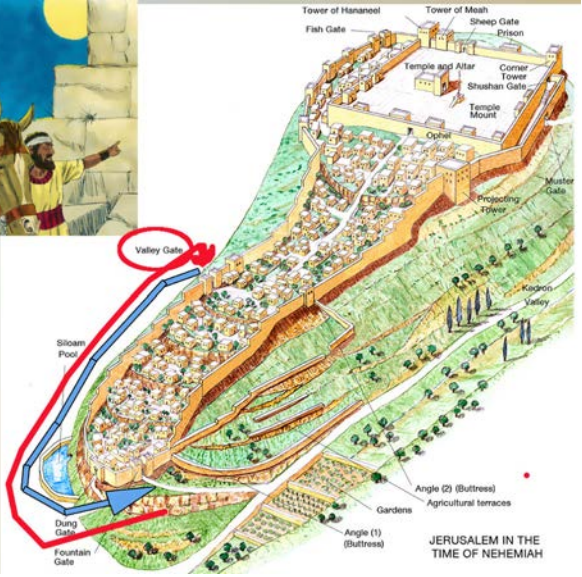 Tower of Hananeel
Tower of Meah
Fish Gate
Sheep Gate
Prison
Temple and Altar
Corner
Tower
Shushan Gate
Temple
Mount
Ophel
Muster
Gate
Projecting
Tower
Valley Gate
Kedron
Valley
Siloam
Pool
Angle (2) (Buttress)
Agricultural terraces
Gardens
Dung
Gate
Angle (1)
(Buttress)
Fountain
Gate
JERUSALEM IN THE
TIME OF NEHEMIAH